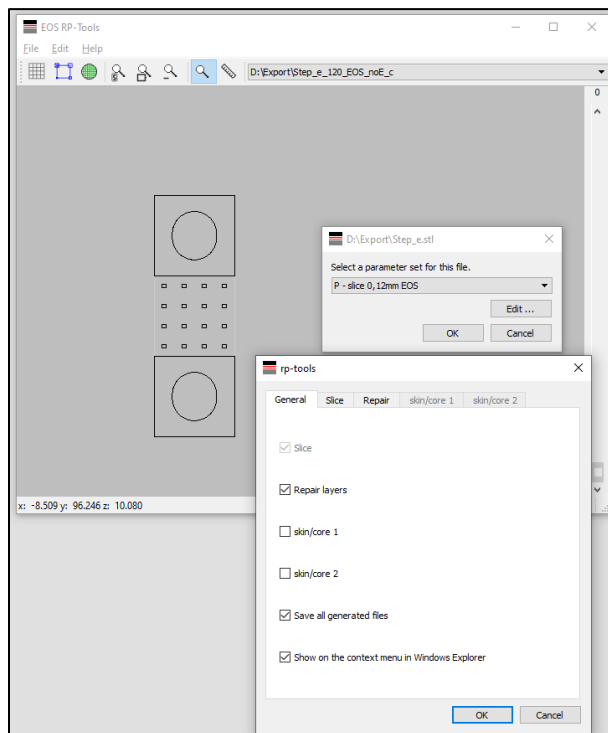 EOS RP-Tools
File Edit Help
D:\Export\Step_e_120_EOS_noE_c
0
D:\Export\Step_e.stl
Select a parameter set for this file.
P - slice 0,12mm EOS
Edit ...
OK Cancel
rp-tools
General Slice Repair skin/core 1 skin/core 2
Slice
Repair layers
skin/core 1
skin/core 2
Save all generated files
Show on the context menu in Windows Explorer
OK Cancel
x: -8.509 y: 96.246 z: 10.080